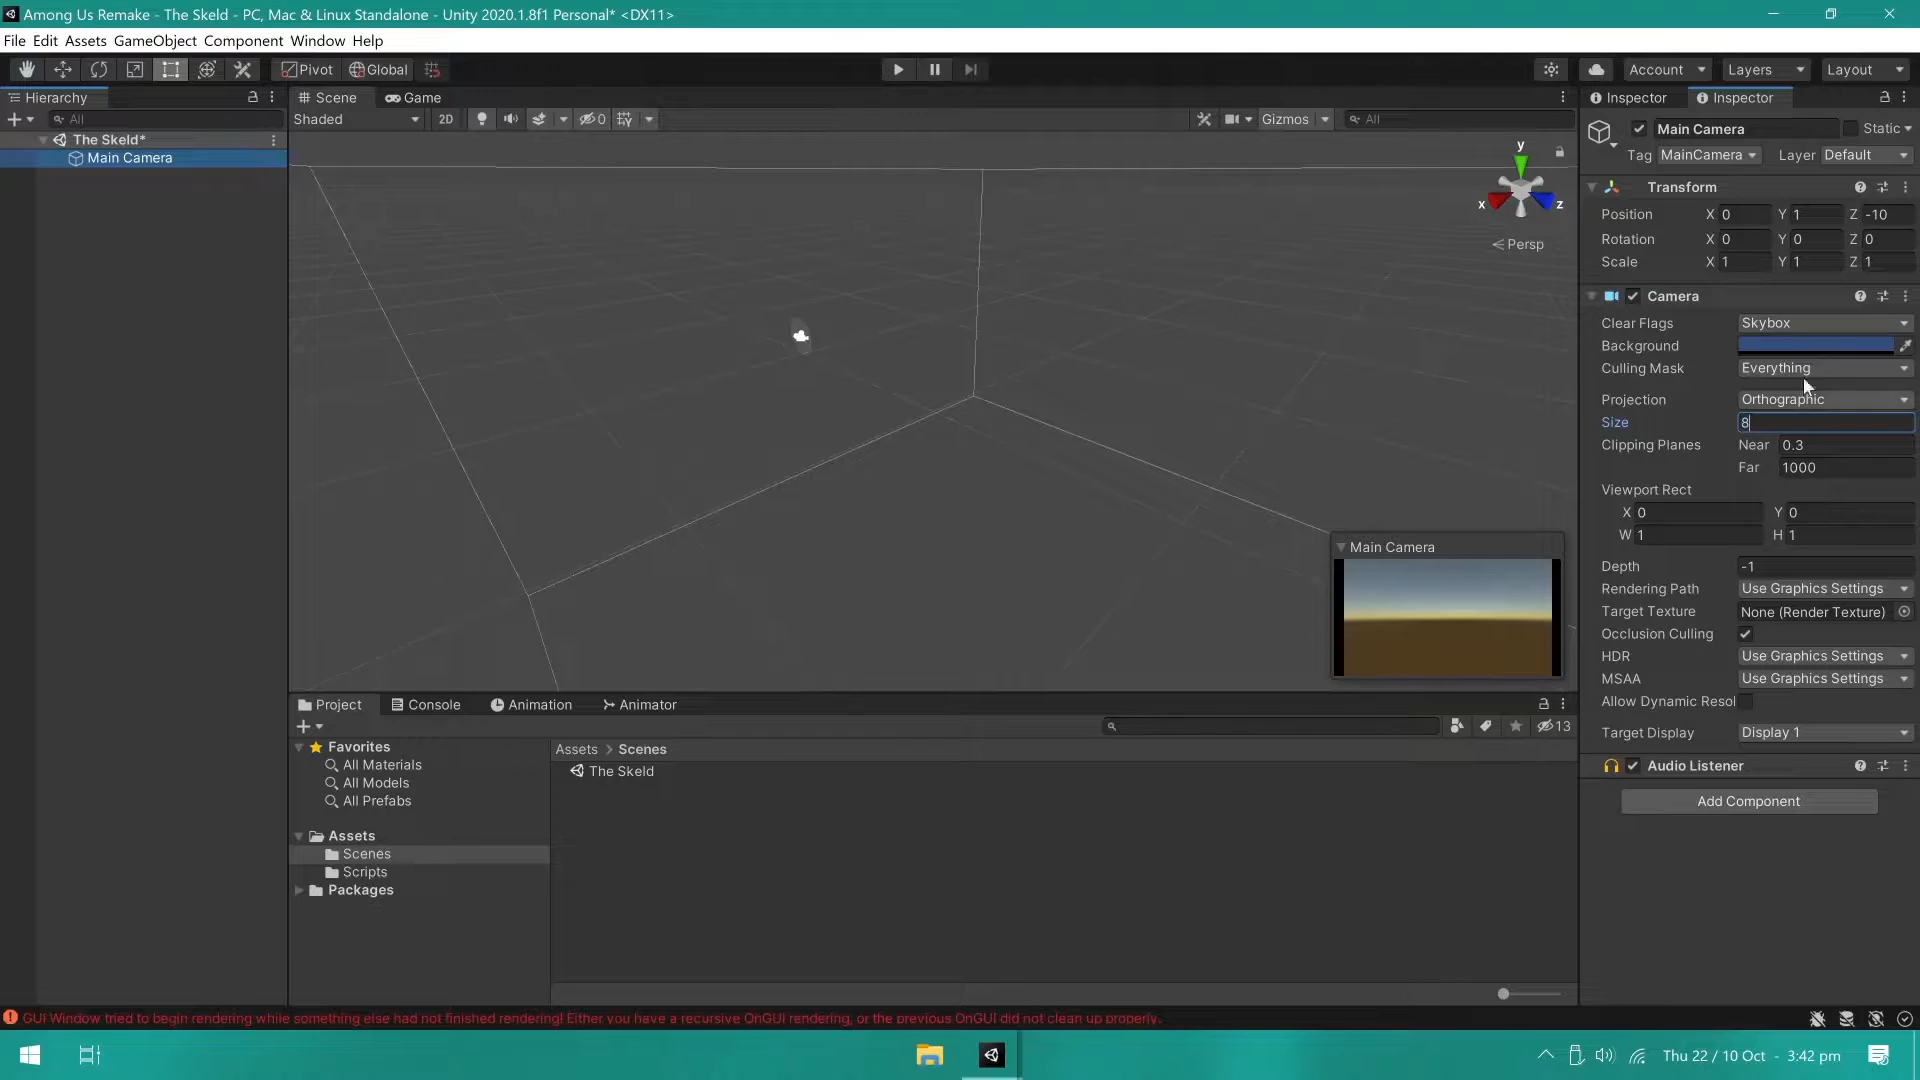 Among Us Remake - The Skeld - PC, Mac & Linux Standalone - Unity 2020.1.8f1 Personal* <DX11>
File Edit Assets GameObject Component Window Help
Pivot Global Account Layers Layout
Hierarchy
All
The Skeld*
Main Camera
Scene Game
Shaded 2D 0 Gizmos All
y
x z
Persp
Main Camera
Inspector Inspector
Main Camera Static
Tag MainCamera Layer Default
Transform
Position X 0 Y 1 Z -10
Rotation X 0 Y 0 Z 0
Scale X 1 Y 1 Z 1
Camera
Clear Flags Skybox
Background
Culling Mask Everything
Projection Orthographic
Size 8
Clipping Planes Near 0.3
Far 1000
Viewport Rect
X 0 Y 0
W 1 H 1
Depth -1
Rendering Path Use Graphics Settings
Target Texture None (Render Texture)
Occlusion Culling
HDR Use Graphics Settings
MSAA Use Graphics Settings
Allow Dynamic Resol
Target Display Display 1
Audio Listener
Add Component
Project Console Animation Animator
13
Favorites
All Materials
All Models
All Prefabs
Assets
Scenes
Scripts
Packages
Assets > Scenes
The Skeld
GUI Window tried to begin rendering while something else had not finished rendering! Either you have a recursive OnGUI rendering, or the previous OnGUI did not clean up properly.
Thu 22 / 10 Oct - 3:42 pm